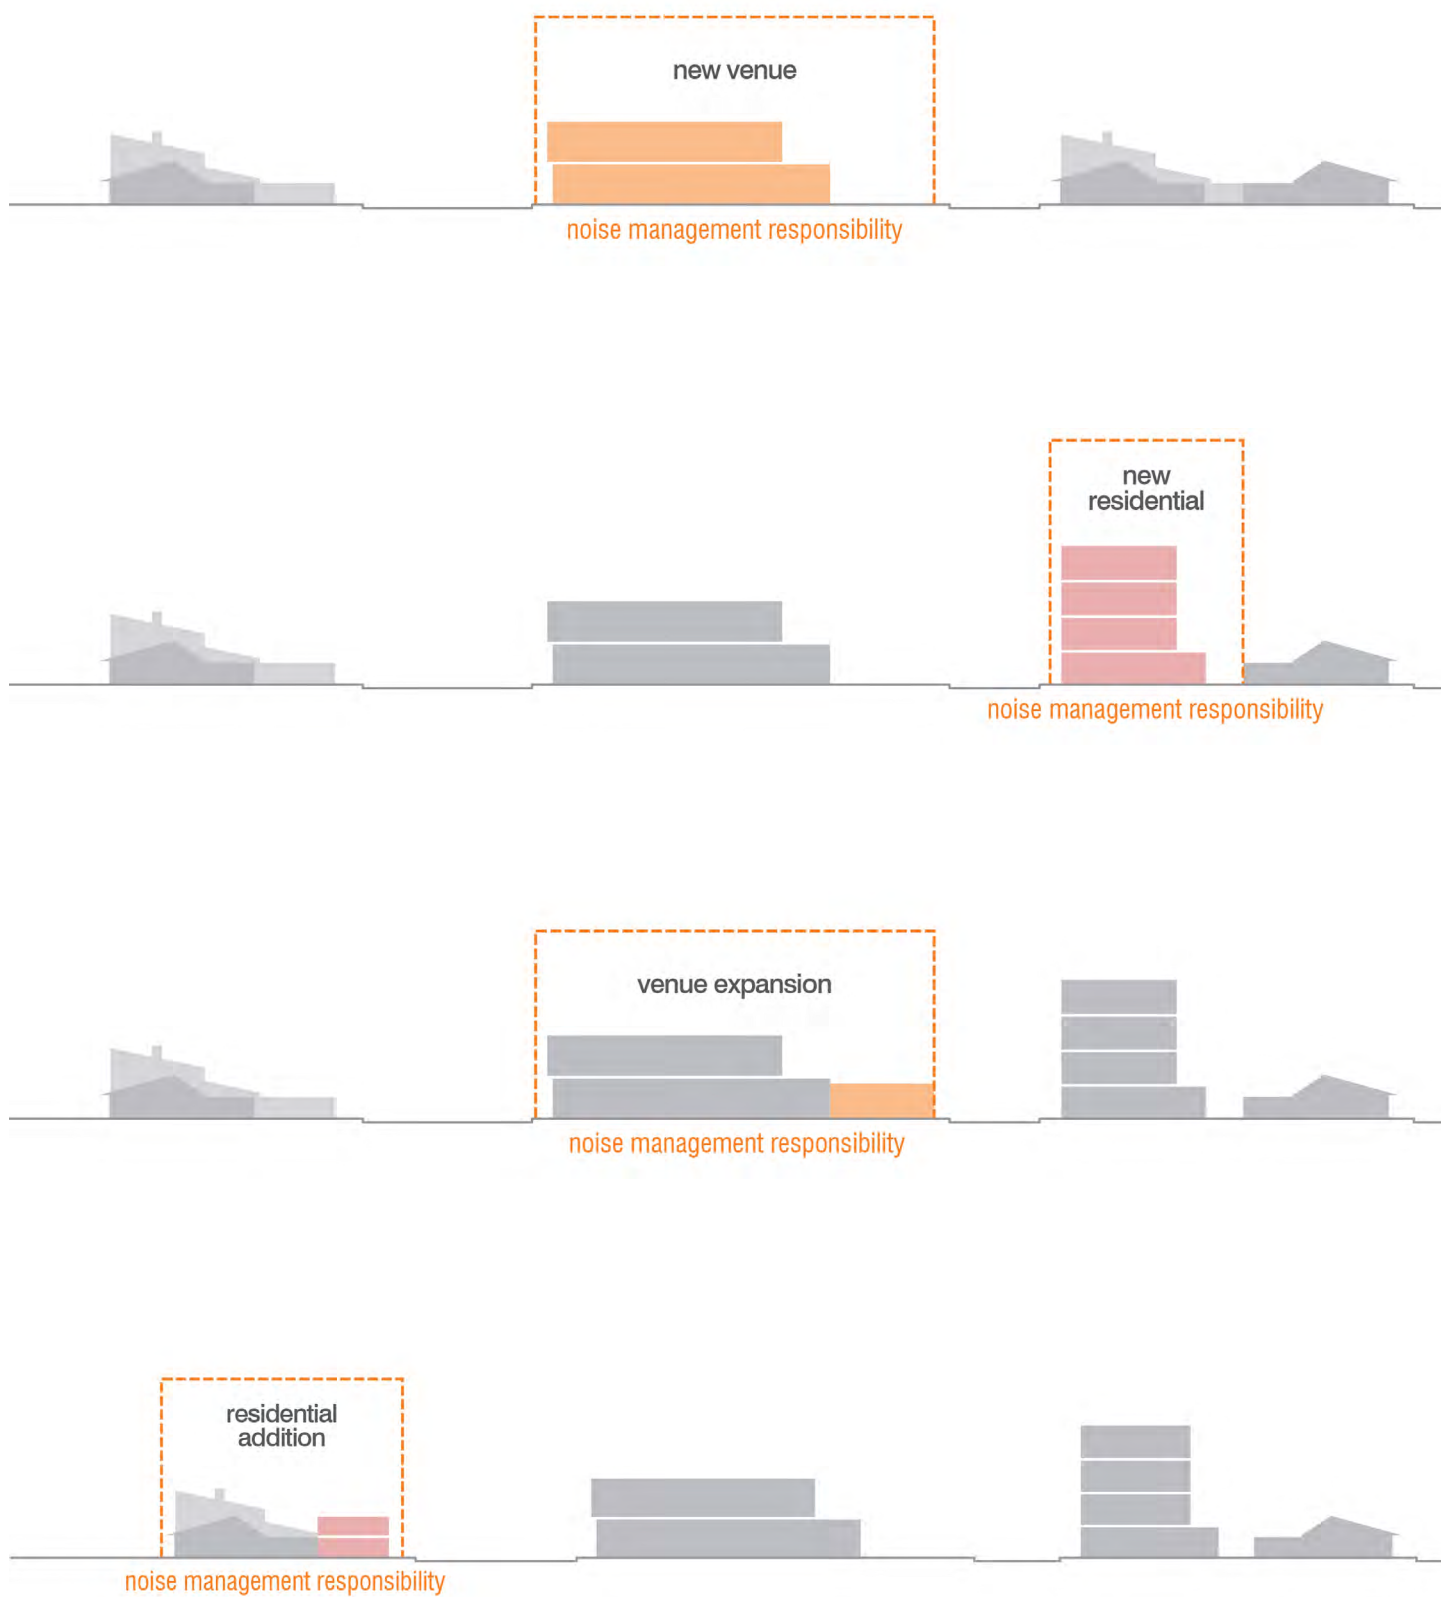 new venue
noise management responsibility
new
residential
noise management responsibility
venue expansion
noise management responsibility
residential
addition
noise management responsibility